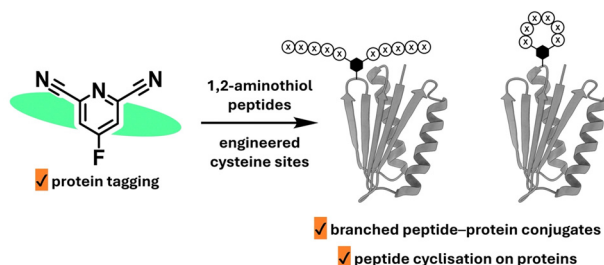 N N N
F
✓ protein tagging
1,2-aminothiol
peptides
engineered
cysteine sites
X X X X X X X X X X
X X X X X X
✓ branched peptide–protein conjugates
✓ peptide cyclisation on proteins